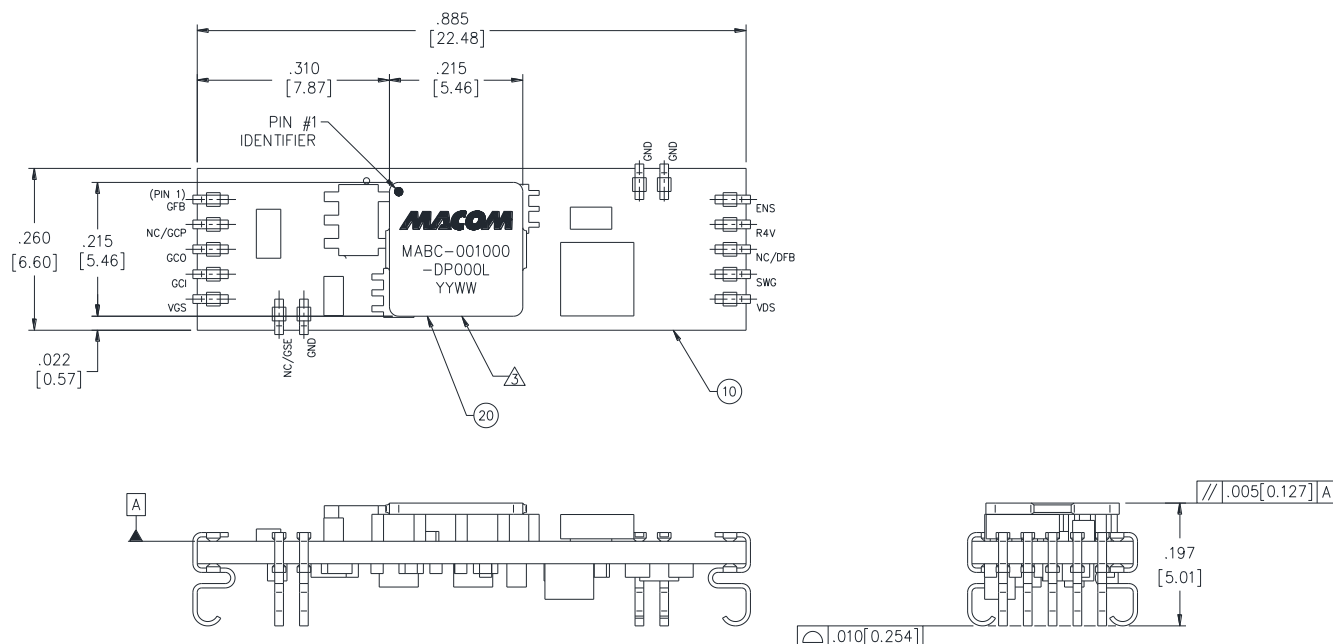 .885
[22.48]
.310
[7.87]
.215
[5.46]
PIN #1
IDENTIFIER
GND
GND
(PIN 1)
GFB
NC/GCP
GCO
GCI
VGS
.260
[6.60]
.215
[5.46]
MACOM
MABC-001000
-DP000L
YYWW
ENS
R4V
NC/DFB
SWG
VDS
.022
[0.57]
NC/GSE
GND
3
10
20
A
// .005[0.127] A
.197
[5.01]
.010[0.254]